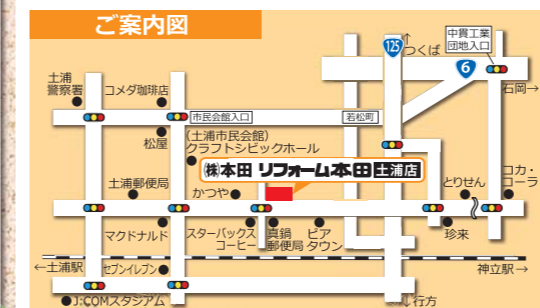 ご案内図
125
↑
つくば
中貫工業
団地入口
6
石岡→
土浦
警察署
コメダ珈琲店
市民会館入口
若松町
松屋
(土浦市民会館)
クラフトシビックホール
㈱本田 リフォーム本田土浦店
土浦郵便局
かつや
とりせん
コカ・
コーラ
マクドナルド
スターバックス
コーヒー
真鍋
郵便局
ピア
タウン
珍来
←土浦駅
セブンイレブン
神立駅→
J:COMスタジアム
行方